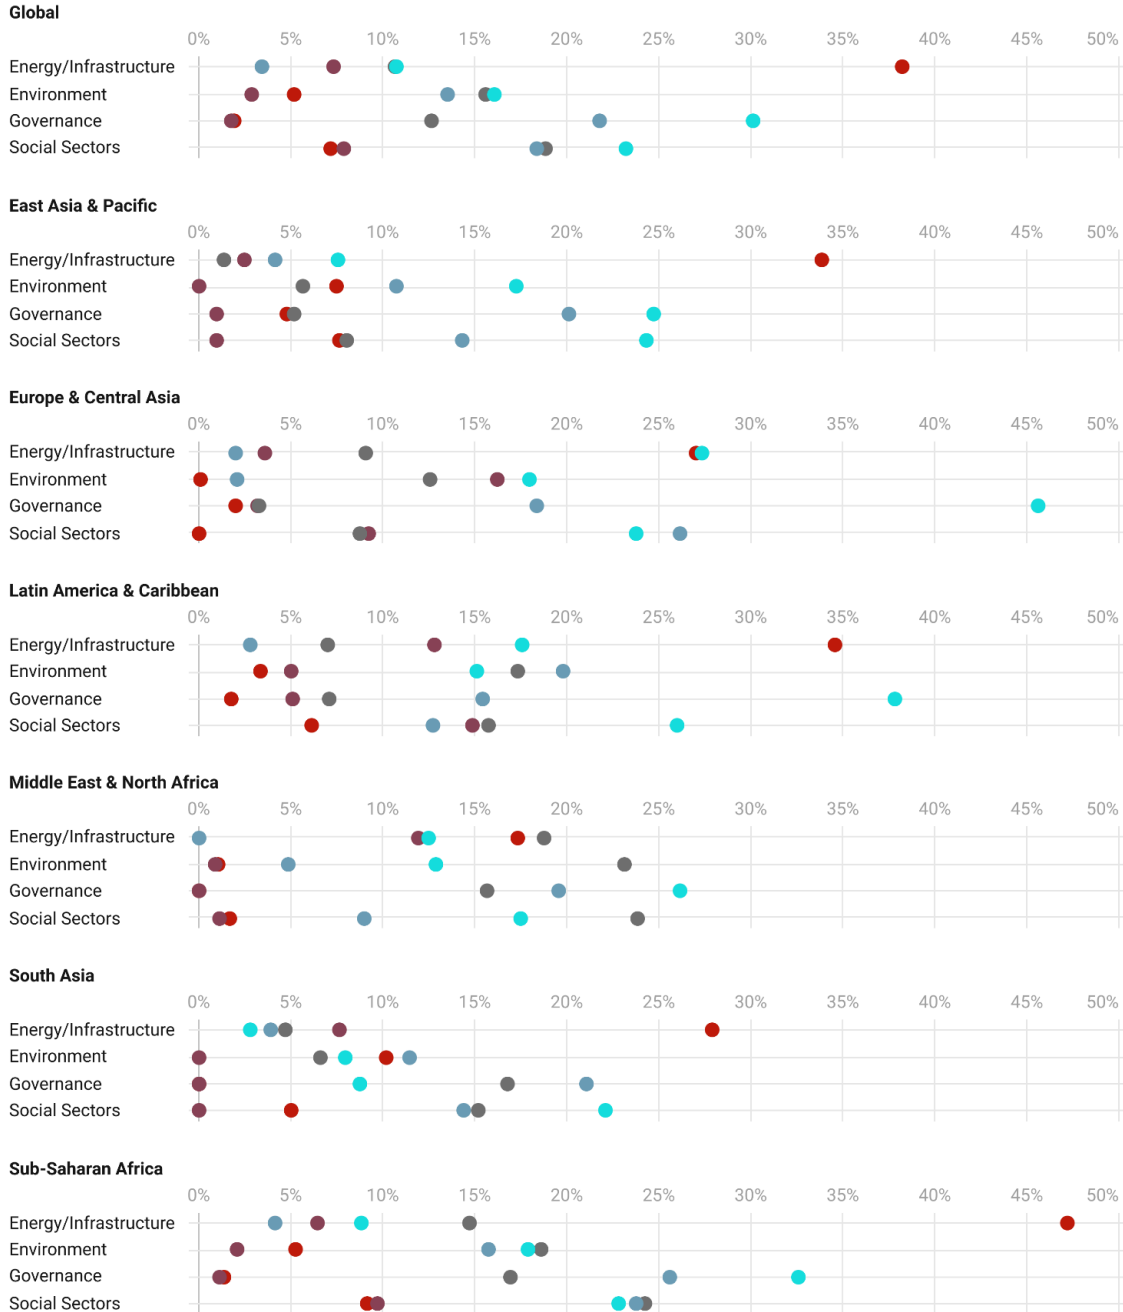 Global
0% 5% 10% 15% 20% 25% 30% 35% 40% 45% 50%
Energy/Infrastructure
Environment
Governance
Social Sectors
East Asia & Pacific
0% 5% 10% 15% 20% 25% 30% 35% 40% 45% 50%
Energy/Infrastructure
Environment
Governance
Social Sectors
Europe & Central Asia
0% 5% 10% 15% 20% 25% 30% 35% 40% 45% 50%
Energy/Infrastructure
Environment
Governance
Social Sectors
Latin America & Caribbean
0% 5% 10% 15% 20% 25% 30% 35% 40% 45% 50%
Energy/Infrastructure
Environment
Governance
Social Sectors
Middle East & North Africa
0% 5% 10% 15% 20% 25% 30% 35% 40% 45% 50%
Energy/Infrastructure
Environment
Governance
Social Sectors
South Asia
0% 5% 10% 15% 20% 25% 30% 35% 40% 45% 50%
Energy/Infrastructure
Environment
Governance
Social Sectors
Sub-Saharan Africa
0% 5% 10% 15% 20% 25% 30% 35% 40% 45% 50%
Energy/Infrastructure
Environment
Governance
Social Sectors